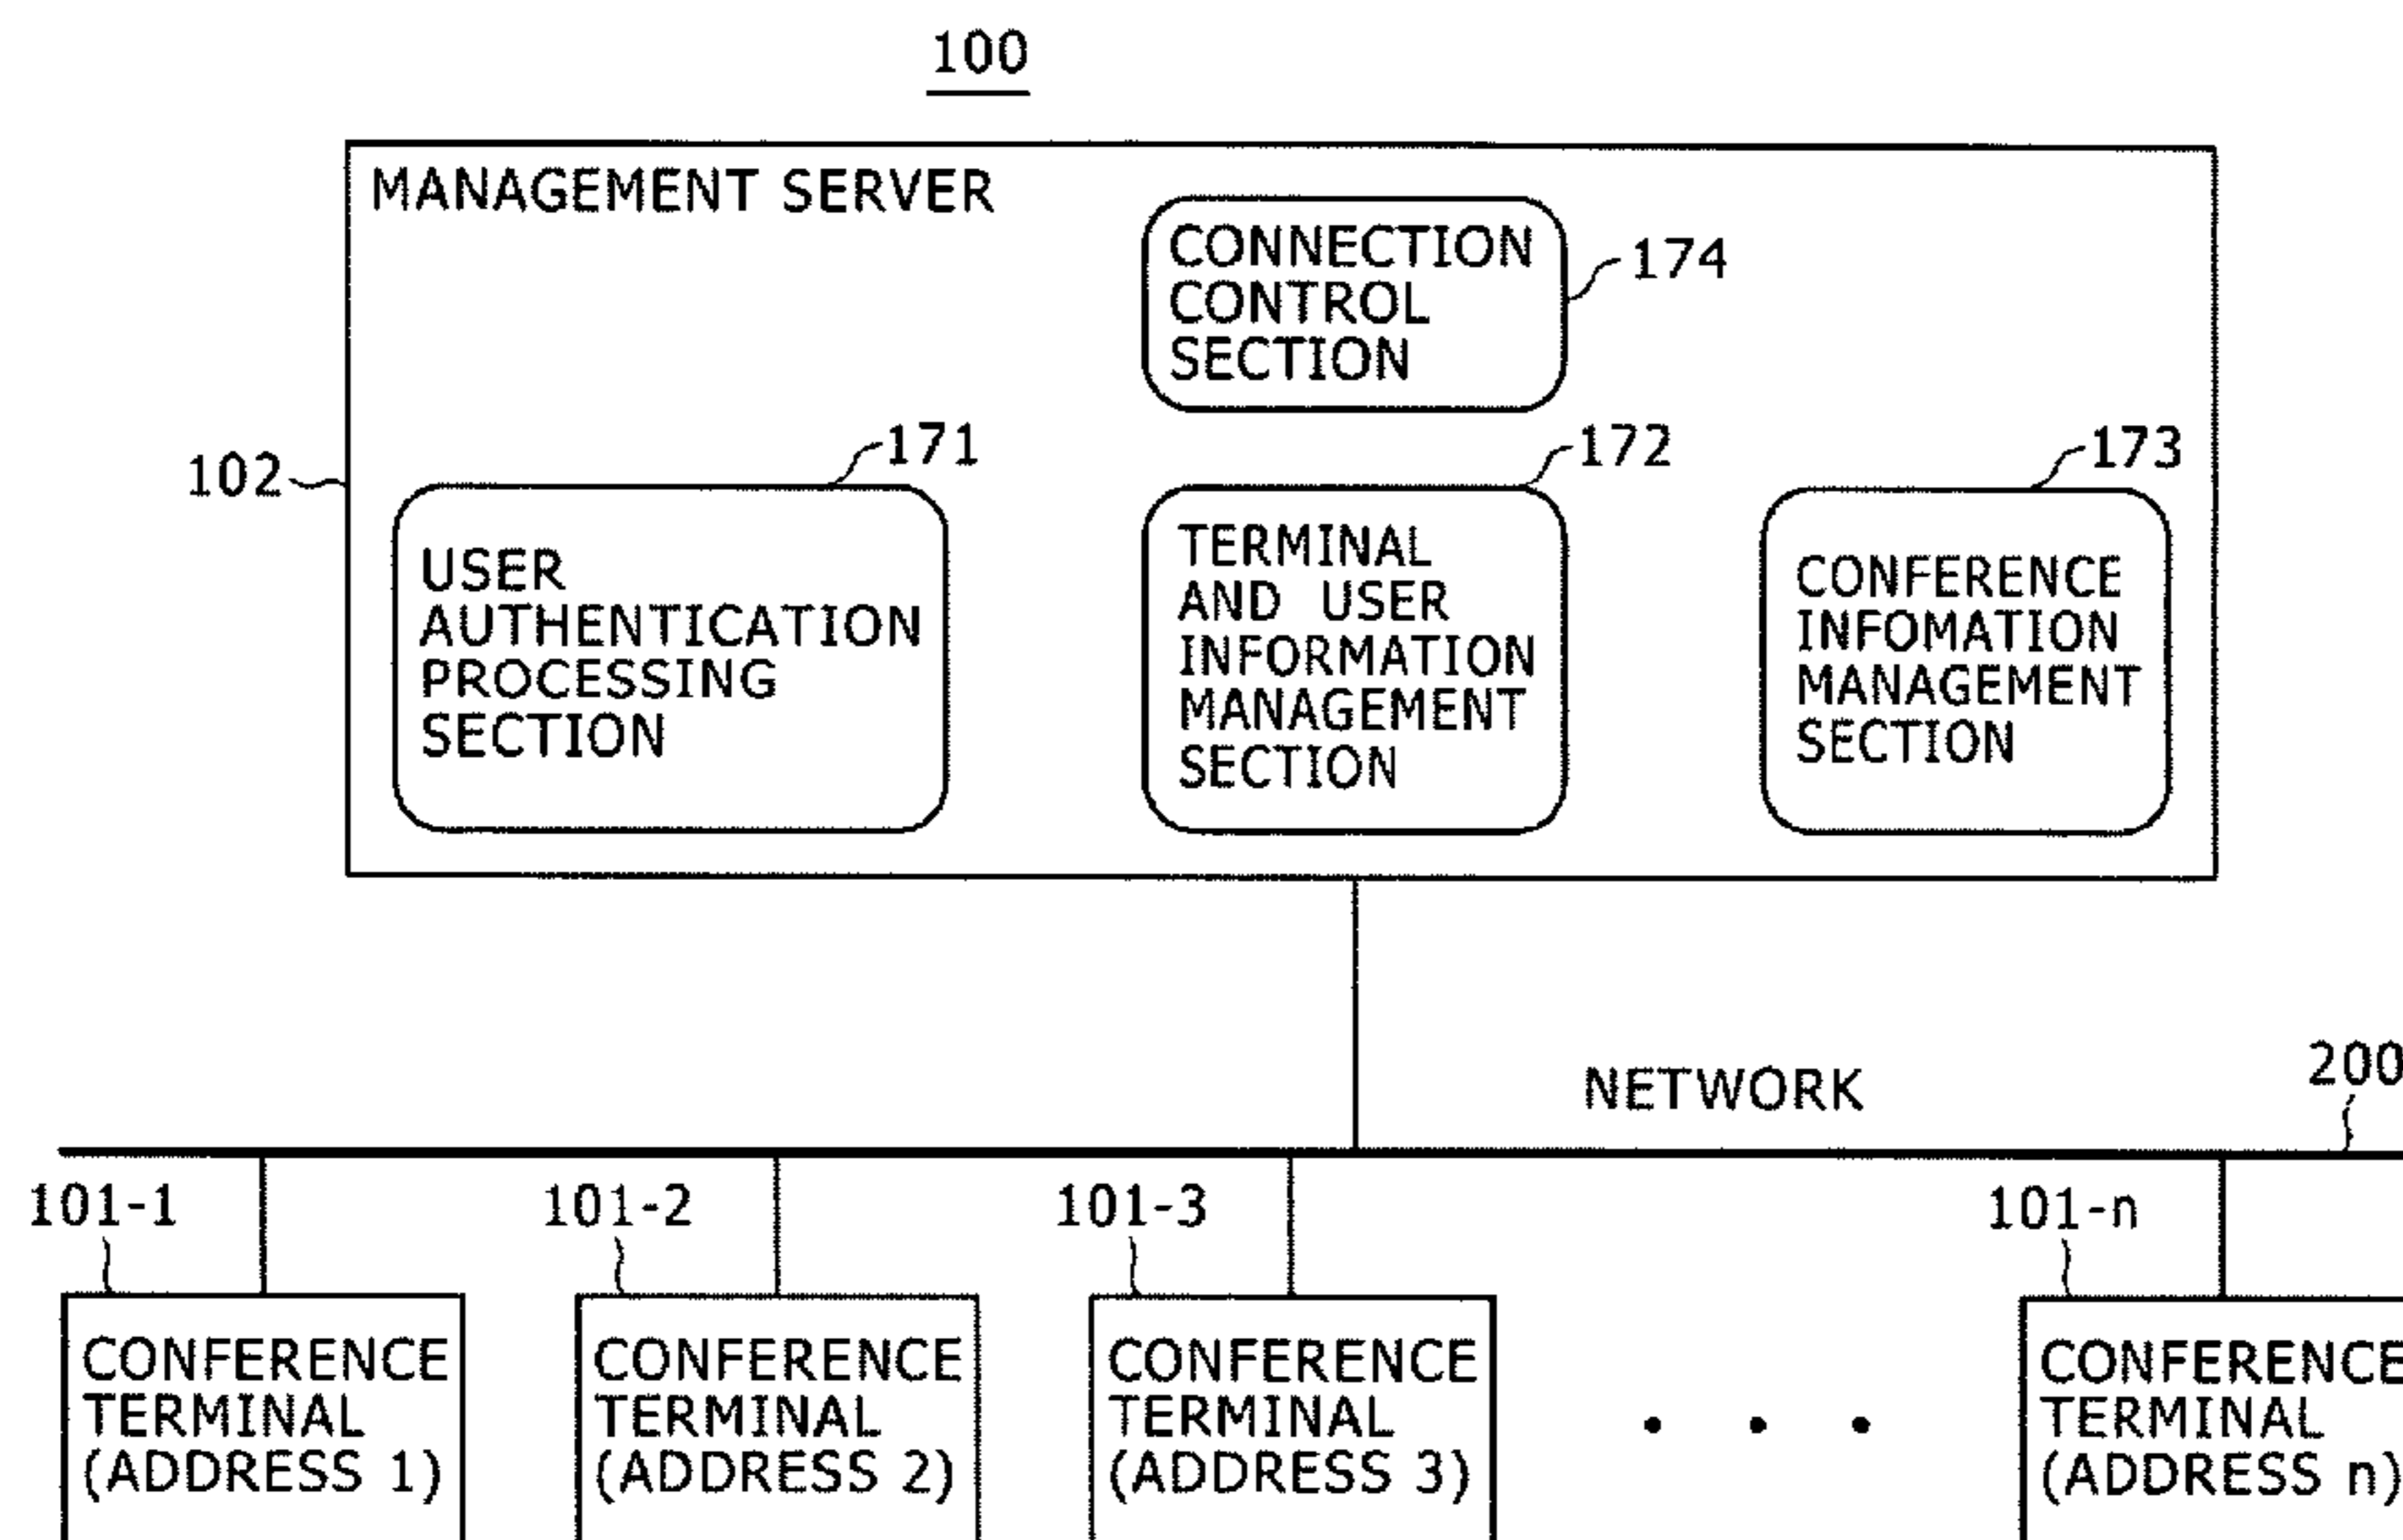 100
MANAGEMENT SERVER
CONNECTION
CONTROL
SECTION
174
102
171
172
173
USER
AUTHENTICATION
PROCESSING
SECTION
TERMINAL
AND USER
INFORMATION
MANAGEMENT
SECTION
CONFERENCE
INFOMATION
MANAGEMENT
SECTION
NETWORK
200
101-1
101-2
101-3
101-n
CONFERENCE
TERMINAL
(ADDRESS 1)
CONFERENCE
TERMINAL
(ADDRESS 2)
CONFERENCE
TERMINAL
(ADDRESS 3)
• • •
CONFERENCE
TERMINAL
(ADDRESS n)